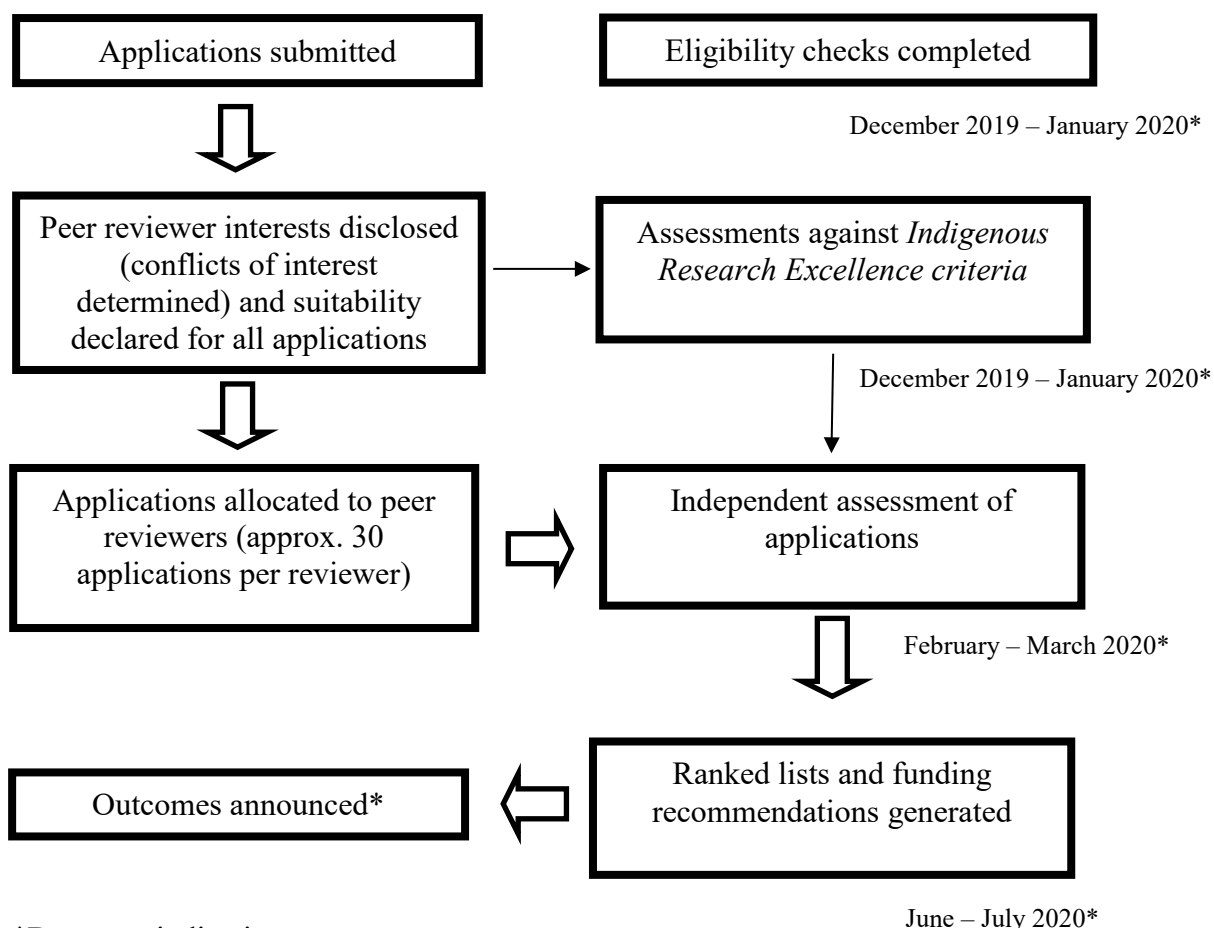 Applications submitted
Eligibility checks completed
December 2019 – January 2020*
Peer reviewer interests disclosed
(conflicts of interest
determined) and suitability
declared for all applications
Assessments against Indigenous
Research Excellence criteria
December 2019 – January 2020*
Applications allocated to peer
reviewers (approx. 30
applications per reviewer)
Independent assessment of
applications
February – March 2020*
Ranked lists and funding
recommendations generated
Outcomes announced*
June – July 2020*